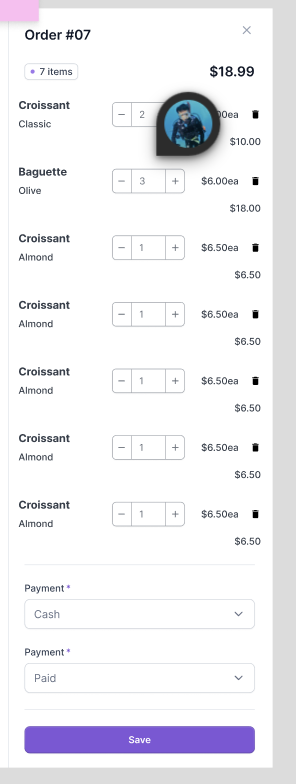 Order #07
7 items
$18.99
Croissant
Classic
2
$10.00
Baguette
Olive
3
$6.00ea
$18.00
Croissant
Almond
1
$6.50ea
$6.50
Croissant
Almond
1
$6.50ea
$6.50
Croissant
Almond
1
$6.50ea
$6.50
Croissant
Almond
1
$6.50ea
$6.50
Croissant
Almond
1
$6.50ea
$6.50
Payment *
Cash
Payment *
Paid
Save